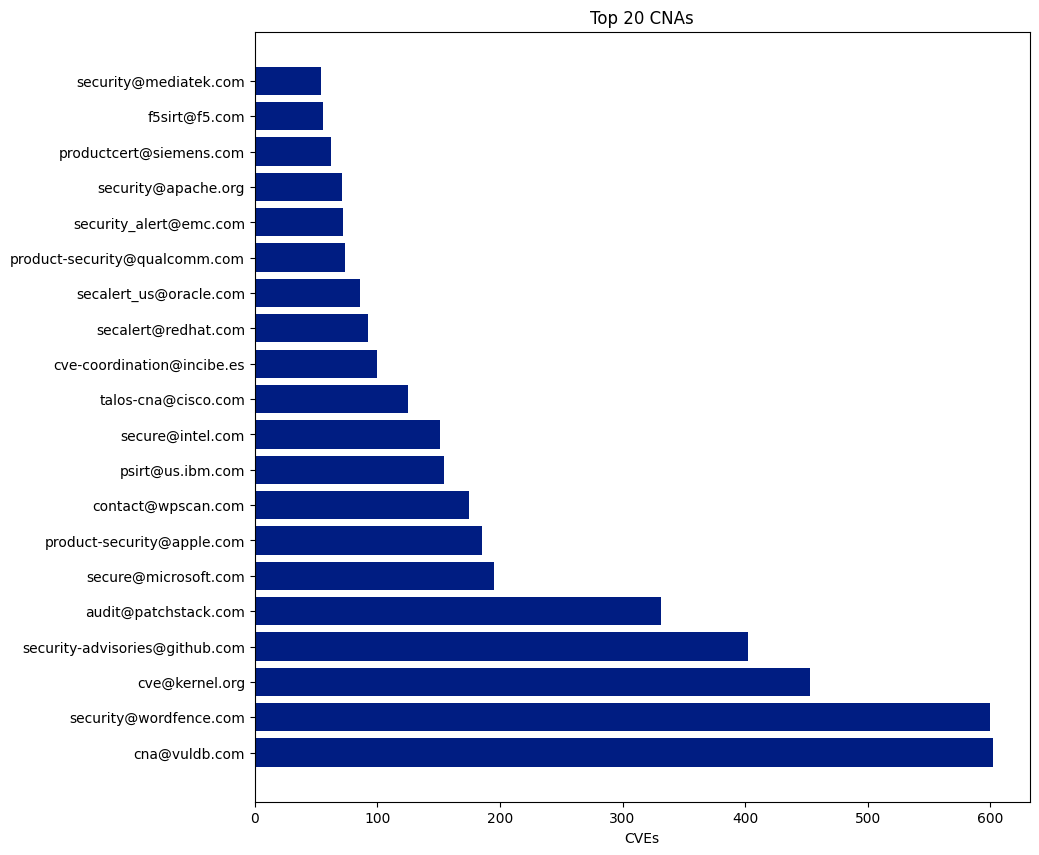 Top 20 CNAs
security@mediatek.com
f5sirt@f5.com
productcert@siemens.com
security@apache.org
security_alert@emc.com
product-security@qualcomm.com
secalert_us@oracle.com
secalert@redhat.com
cve-coordination@incibe.es
talos-cna@cisco.com
secure@intel.com
psirt@us.ibm.com
contact@wpscan.com
product-security@apple.com
secure@microsoft.com
audit@patchstack.com
security-advisories@github.com
cve@kernel.org
security@wordfence.com
cna@vuldb.com
0 100 200 300 400 500 600
CVEs